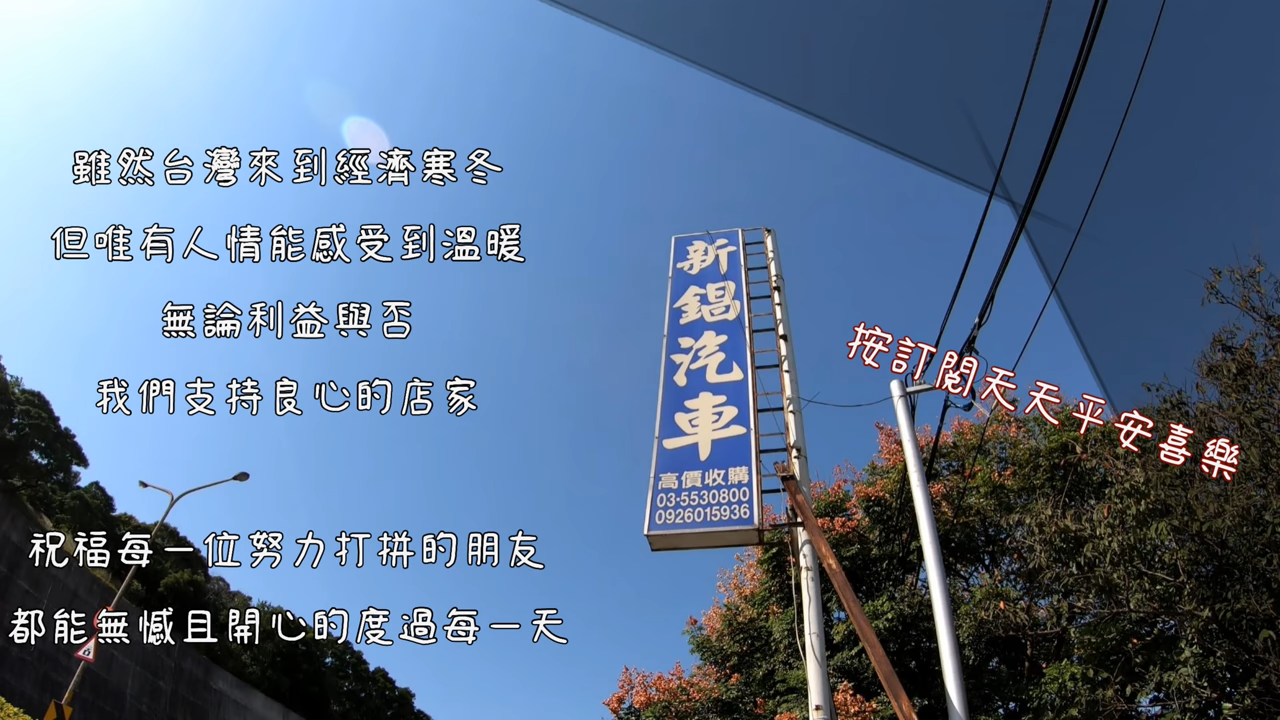 雖然台灣來到經濟寒冬
但唯有人情能感受到溫暖
無論利益與否
我們支持良心的店家
祝福每一位努力打拼的朋友
都能無憾且開心的度過每一天
新錩汽車
高價收購
03-5530800
0926015936
按訂閱天天平安喜樂